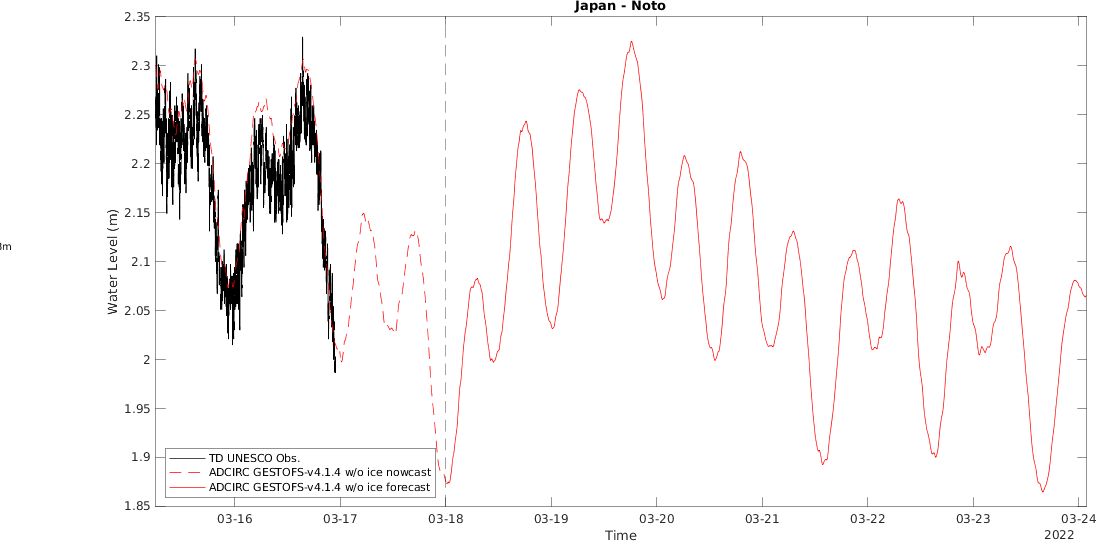 Japan - Noto
2.35
2.3
2.25
2.2
2.15
2.1
2.05
2
1.95
1.9
1.85
Water Level (m)
3m
TD UNESCO Obs.
ADCIRC GESTOFS-v4.1.4 w/o ice nowcast
ADCIRC GESTOFS-v4.1.4 w/o ice forecast
03-16 03-17 03-18 03-19 03-20 03-21 03-22 03-23 03-24
Time
2022